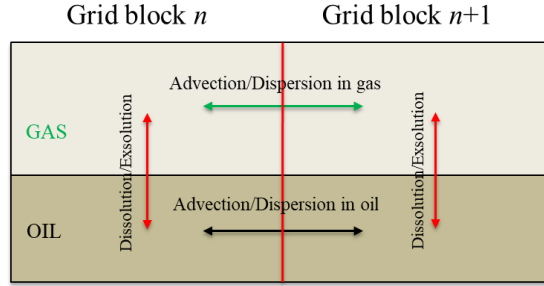 Grid block n
Grid block n+1
Advection/Dispersion in gas
GAS
Dissolution/Exsolution
Dissolution/Exsolution
Advection/Dispersion in oil
OIL